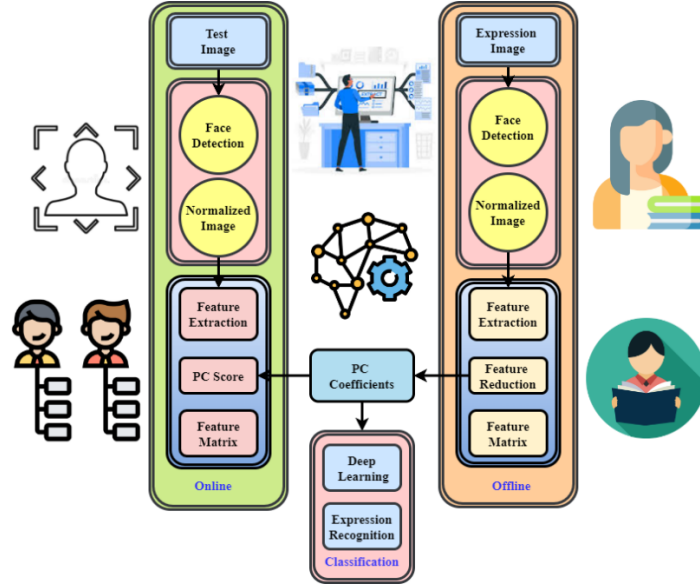 Test
Image
Face
Detection
Normalized
Image
Feature
Extraction
PC Score
Feature
Matrix
Online
PC
Coefficients
Deep
Learning
Expression
Recognition
Classification
Expression
Image
Face
Detection
Normalized
Image
Feature
Extraction
Feature
Reduction
Feature
Matrix
Offline